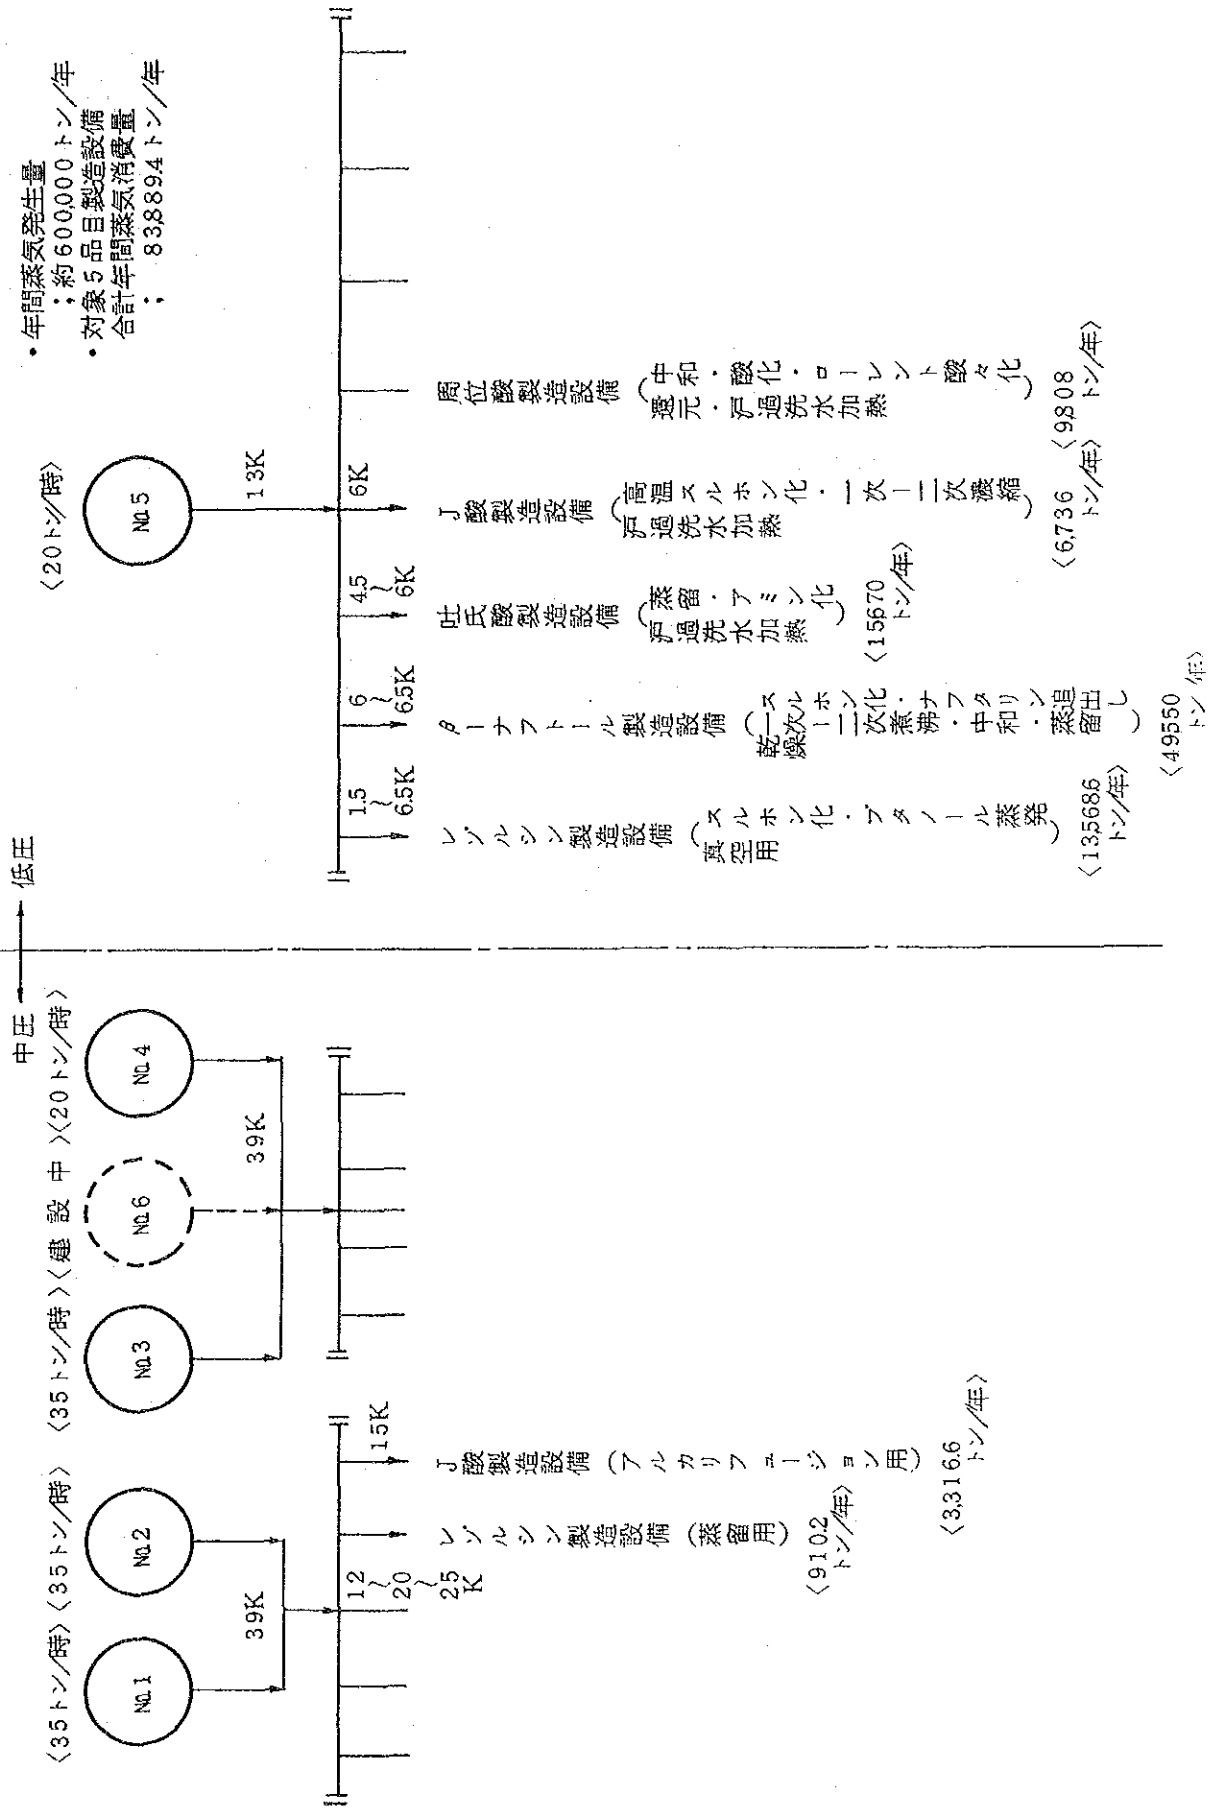 中圧 低圧
〈35トン/時〉〈35トン/時〉 〈35トン/時〉〈建設中〉〈20トン/時〉
No.1
No.2
No.3
No.6
No.4
39K
39K
〈20トン/時〉
No.5
13K
・年間蒸気発生量
；約600,000トン/年
・対象5品目製造設備
合計年間蒸気消費量
； 83,889.4トン/年
12〜20〜25K
レゾルシン製造設備（蒸留用）
〈910.2トン/年〉
15K
J酸製造設備（アルカリフュージョン用）
〈3,316.6トン/年〉
1.5〜6.5K
レゾルシン製造設備
（スルホン化・ブタノール蒸発
真空用）
〈13,568.6トン/年〉
6〜6.5K
β－ナフトール製造設備
（スルホン化・ナフタリン追出し
一次－二次煮沸・中和・蒸留
乾燥）
〈49,550トン/年〉
4.5〜6K
吐氏酸製造設備
（蒸留・アミン化
戸過洗水加熱）
〈15,670トン/年〉
6K
J酸製造設備
（高温スルホン化・一次－二次濃縮
戸過洗水加熱）
〈6,736トン/年〉
周位酸製造設備
（中和・酸化・ローレント酸々化
還元・戸過洗水加熱）
〈9,808トン/年〉